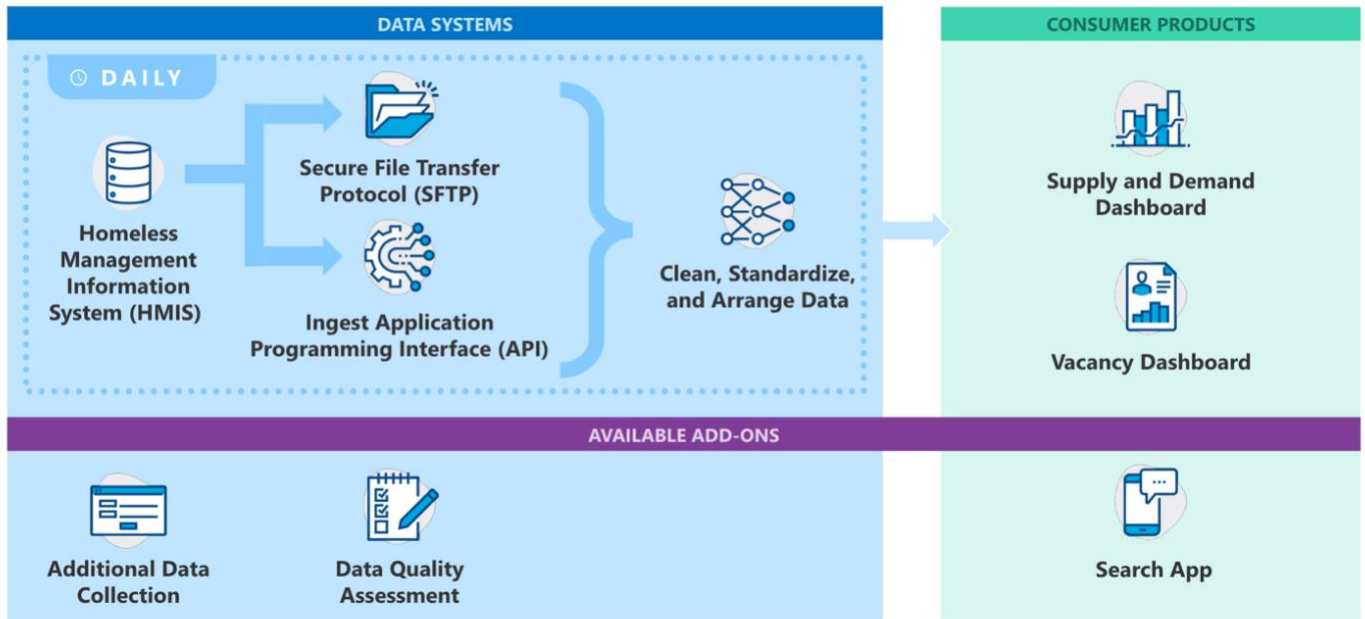 DATA SYSTEMS
CONSUMER PRODUCTS
DAILY
Homeless
Management
Information
System (HMIS)
Secure File Transfer
Protocol (SFTP)
Ingest Application
Programming Interface (API)
Clean, Standardize,
and Arrange Data
Supply and Demand
Dashboard
Vacancy Dashboard
AVAILABLE ADD-ONS
Additional Data
Collection
Data Quality
Assessment
Search App